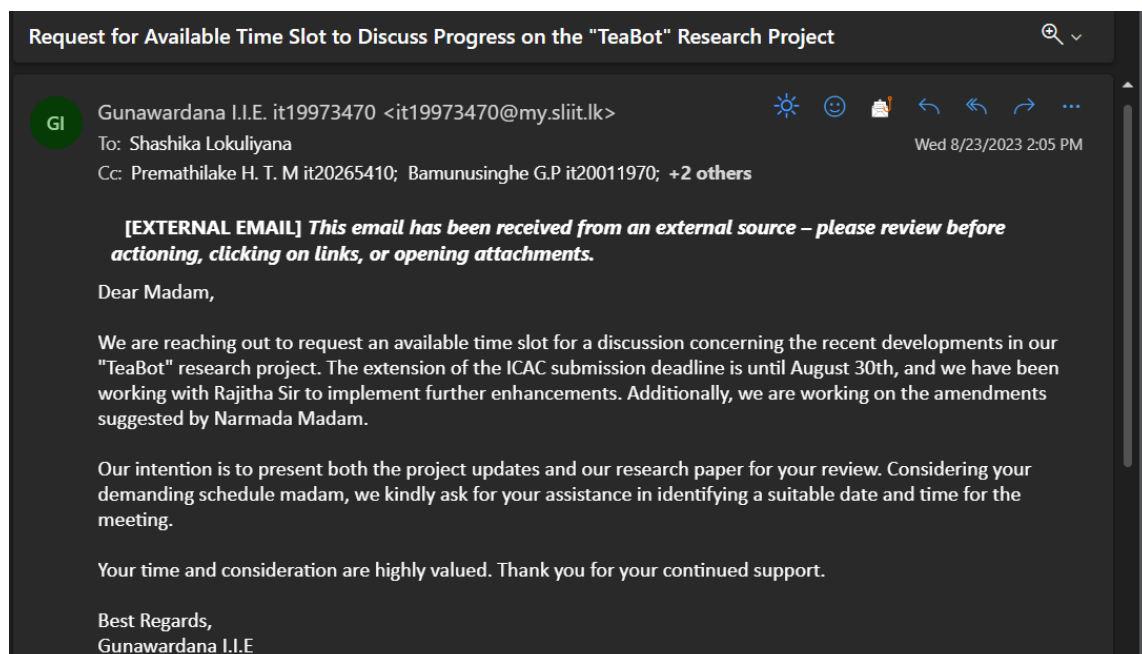 Request for Available Time Slot to Discuss Progress on the "TeaBot" Research Project
GI
Gunawardana I.I.E. it19973470 <it19973470@my.sliit.lk>
To: Shashika Lokuliyana
Wed 8/23/2023 2:05 PM
Cc: Premathilake H. T. M it20265410; Bamunusinghe G.P it20011970; +2 others
[EXTERNAL EMAIL] This email has been received from an external source – please review before
actioning, clicking on links, or opening attachments.
Dear Madam,
We are reaching out to request an available time slot for a discussion concerning the recent developments in our
"TeaBot" research project. The extension of the ICAC submission deadline is until August 30th, and we have been
working with Rajitha Sir to implement further enhancements. Additionally, we are working on the amendments
suggested by Narmada Madam.
Our intention is to present both the project updates and our research paper for your review. Considering your
demanding schedule madam, we kindly ask for your assistance in identifying a suitable date and time for the
meeting.
Your time and consideration are highly valued. Thank you for your continued support.
Best Regards,
Gunawardana I.I.E